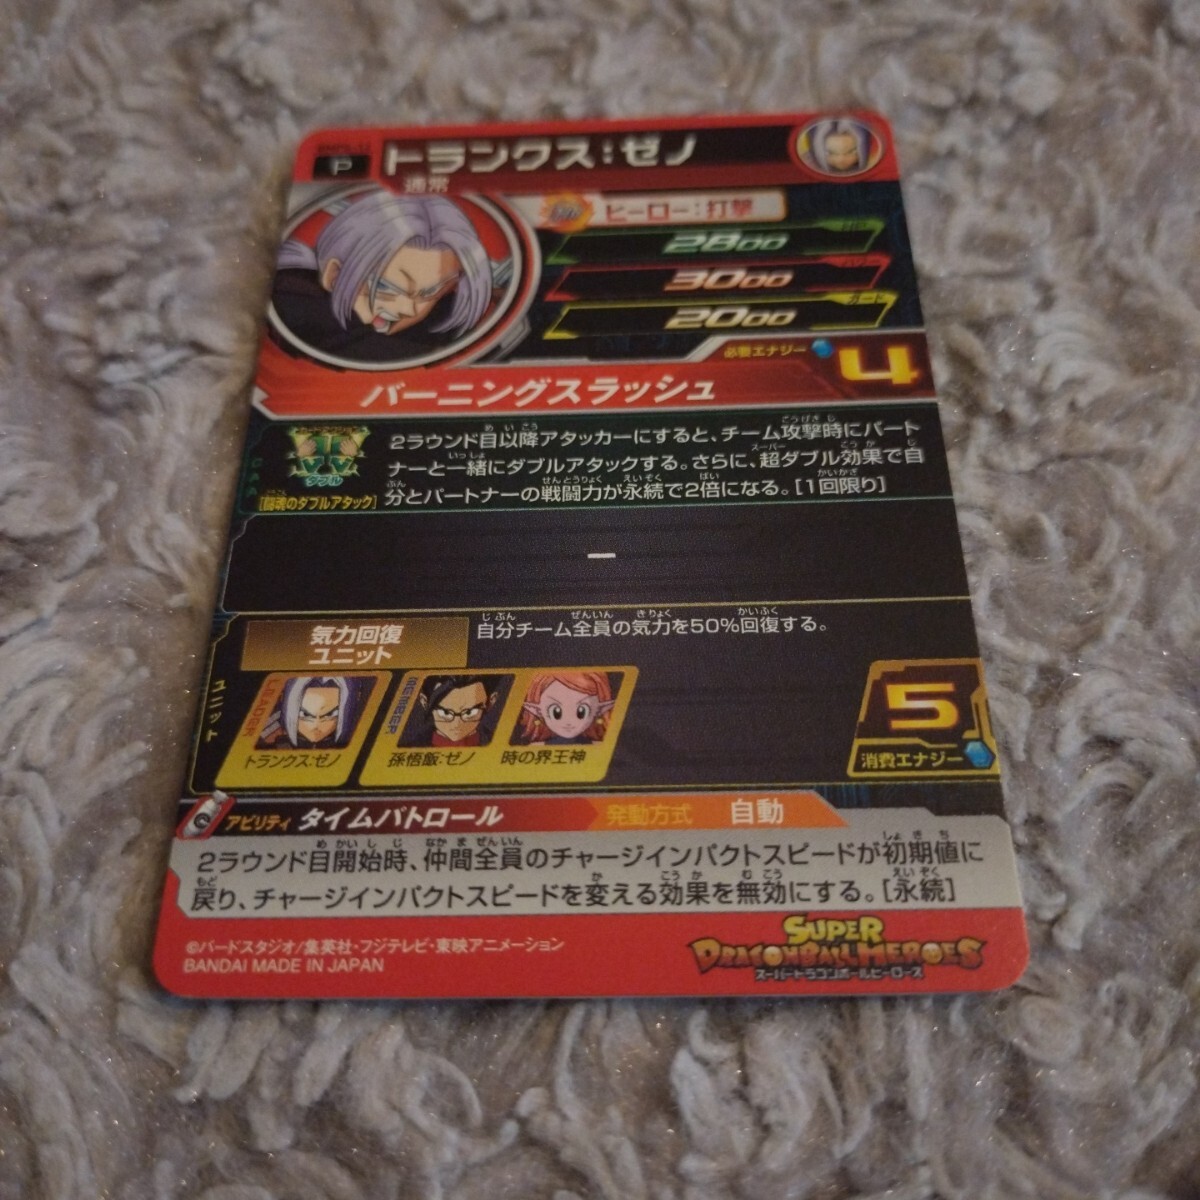 P
トランクス:ゼノ
通常
ヒーロー:打撃
2800
3000
ガード
2000
必要エナジー 4
バーニングスラッシュ
カードアクション
ダブル
[闘魂のダブルアタック]
2ラウンド目以降アタッカーにすると、チーム攻撃時にパート
ナーと一緒にダブルアタックする。さらに、超ダブル効果で自
分とパートナーの戦闘力が永続で2倍になる。[1回限り]
ー
気力回復
ユニット
自分チーム全員の気力を50%回復する。
ユニット
LEADER
トランクス:ゼノ
MEMBER
孫悟飯:ゼノ
時の界王神
5
消費エナジー
アビリティ タイムパトロール 発動方式 自動
2ラウンド目開始時、仲間全員のチャージインパクトスピードが初期値に
戻り、チャージインパクトスピードを変える効果を無効にする。[永続]
©バードスタジオ/集英社・フジテレビ・東映アニメーション
BANDAI MADE IN JAPAN
SUPER
DRAGONBALL HEROES
スーパードラゴンボールヒーローズ